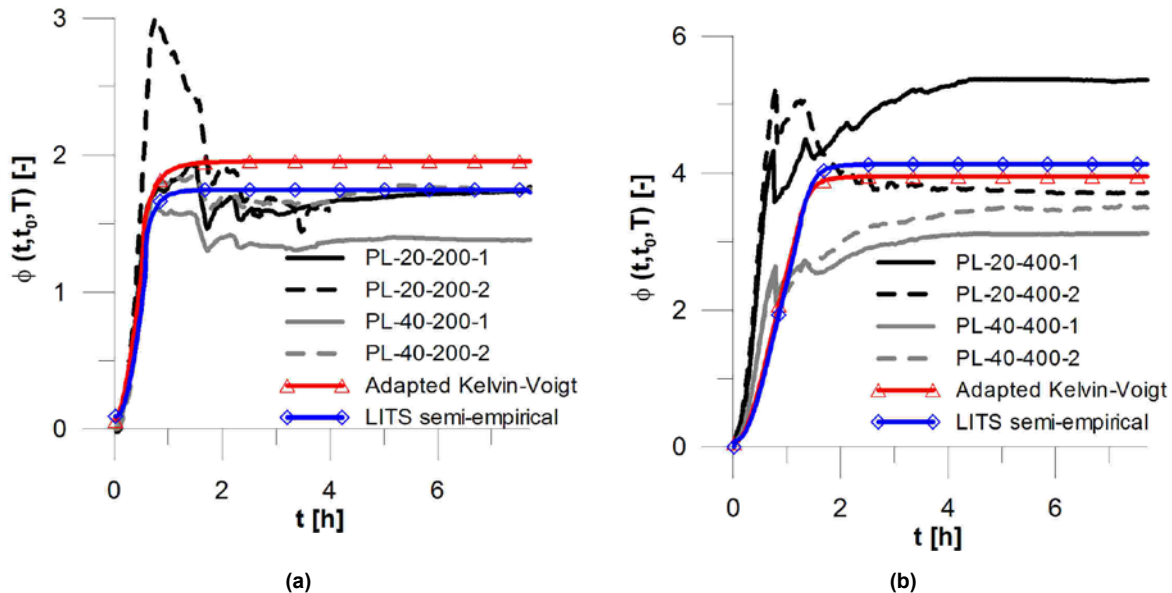 3
2
1
0
ϕ (t,t₀,T) [-]
PL-20-200-1
PL-20-200-2
PL-40-200-1
PL-40-200-2
Adapted Kelvin-Voigt
LITS semi-empirical
0 2 4 6
t [h]
(a)
6
4
2
0
ϕ (t,t₀,T) [-]
PL-20-400-1
PL-20-400-2
PL-40-400-1
PL-40-400-2
Adapted Kelvin-Voigt
LITS semi-empirical
0 2 4 6
t [h]
(b)